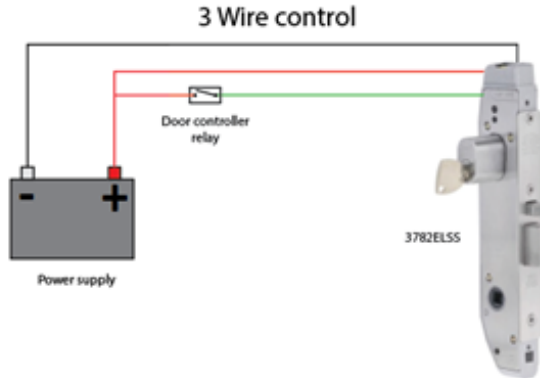 3 Wire control
Door controller
relay
- +
3782ELSS
Power supply